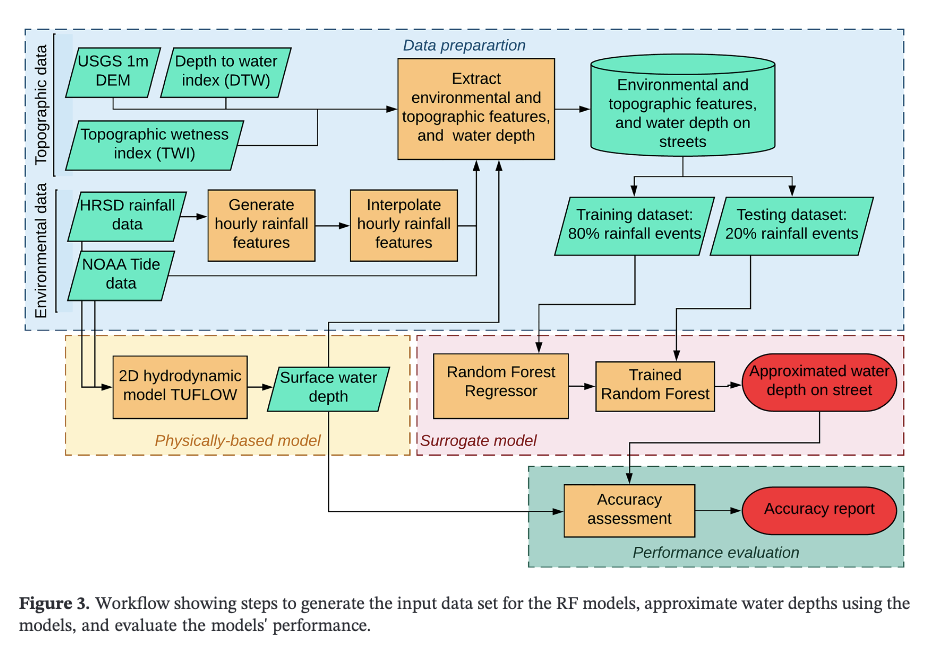 Data preparartion
Topographic data
USGS 1m
DEM
Depth to water
index (DTW)
Topographic wetness
index (TWI)
Extract
environmental and
topographic features,
and water depth
Environmental and
topographic features,
and water depth on
streets
Environmental data
HRSD rainfall
data
Generate
hourly rainfall
features
Interpolate
hourly rainfall
features
NOAA Tide
data
Training dataset:
80% rainfall events
Testing dataset:
20% rainfall events
2D hydrodynamic
model TUFLOW
Surface water
depth
Physically-based model
Random Forest
Regressor
Trained
Random Forest
Approximated water
depth on street
Surrogate model
Accuracy
assessment
Accuracy report
Performance evaluation
Figure 3. Workflow showing steps to generate the input data set for the RF models, approximate water depths using the
models, and evaluate the models' performance.